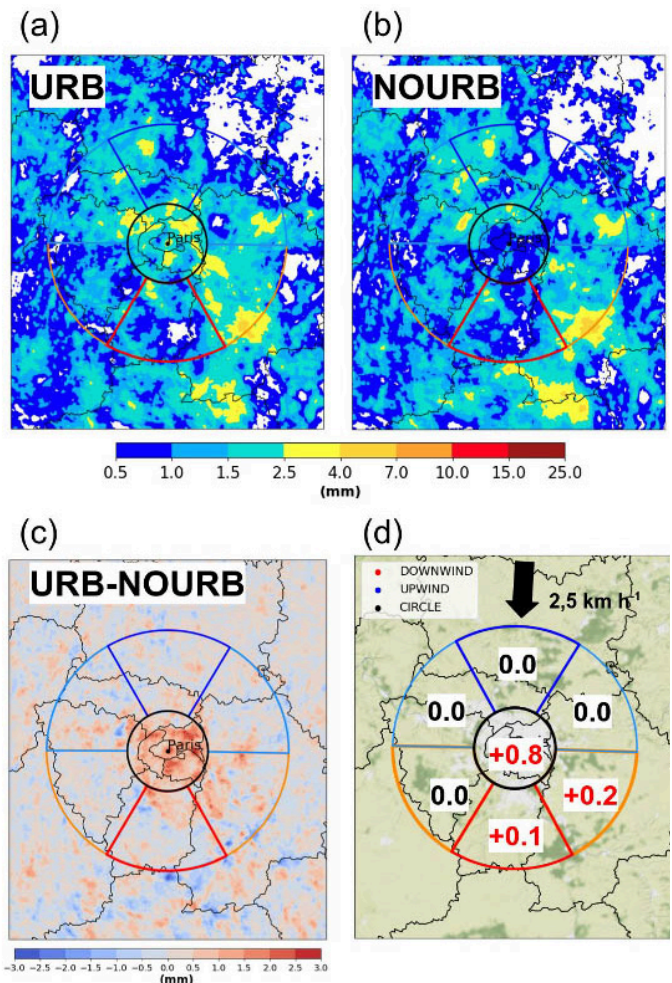 (a)
(b)
URB
NOURB
Paris
Paris
0.5 1.0 1.5 2.5 4.0 7.0 10.0 15.0 25.0
(mm)
(c)
(d)
URB-NOURB
DOWNWIND
UPWIND
CIRCLE
2,5 km h-1
0.0
0.0
0.0
Paris
+0.8
0.0
+0.2
+0.1
−3.0 −2.5 −2.0 −1.5 −1.0 −0.5 0.0 0.5 1.0 1.5 2.0 2.5 3.0
(mm)